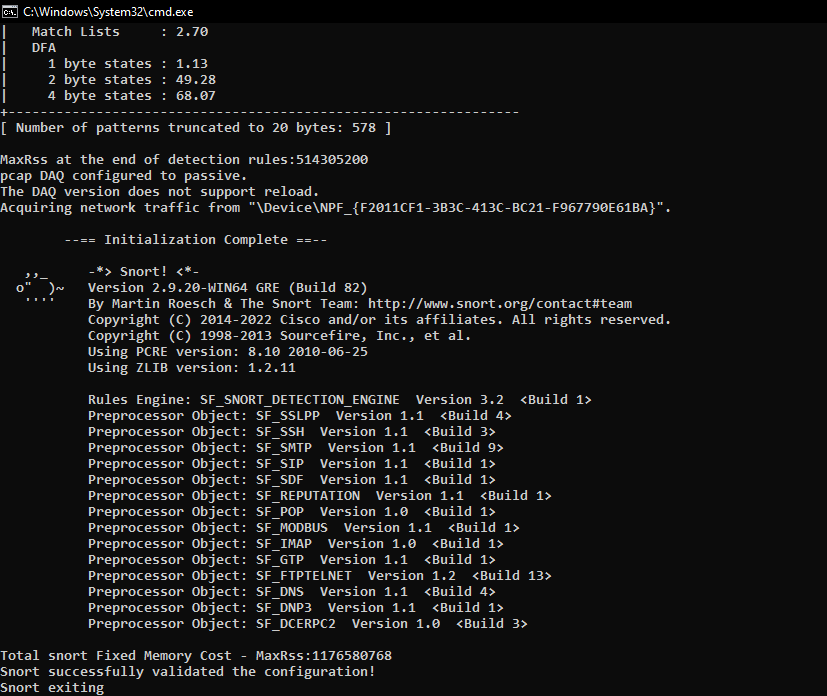 C:\Windows\System32\cmd.exe
|   Match Lists     : 2.70
|   DFA
|     1 byte states : 1.13
|     2 byte states : 49.28
|     4 byte states : 68.07
+----------------------------------------------------------------
[ Number of patterns truncated to 20 bytes: 578 ]
MaxRss at the end of detection rules:514305200
pcap DAQ configured to passive.
The DAQ version does not support reload.
Acquiring network traffic from "\Device\NPF_{F2011CF1-3B3C-413C-BC21-F967790E61BA}".
        --== Initialization Complete ==--
   ,,_     -*> Snort! <*-
  o"  )~   Version 2.9.20-WIN64 GRE (Build 82)
   ''''    By Martin Roesch & The Snort Team: http://www.snort.org/contact#team
           Copyright (C) 2014-2022 Cisco and/or its affiliates. All rights reserved.
           Copyright (C) 1998-2013 Sourcefire, Inc., et al.
           Using PCRE version: 8.10 2010-06-25
           Using ZLIB version: 1.2.11
           Rules Engine: SF_SNORT_DETECTION_ENGINE  Version 3.2  <Build 1>
           Preprocessor Object: SF_SSLPP  Version 1.1  <Build 4>
           Preprocessor Object: SF_SSH  Version 1.1  <Build 3>
           Preprocessor Object: SF_SMTP  Version 1.1  <Build 9>
           Preprocessor Object: SF_SIP  Version 1.1  <Build 1>
           Preprocessor Object: SF_SDF  Version 1.1  <Build 1>
           Preprocessor Object: SF_REPUTATION  Version 1.1  <Build 1>
           Preprocessor Object: SF_POP  Version 1.0  <Build 1>
           Preprocessor Object: SF_MODBUS  Version 1.1  <Build 1>
           Preprocessor Object: SF_IMAP  Version 1.0  <Build 1>
           Preprocessor Object: SF_GTP  Version 1.1  <Build 1>
           Preprocessor Object: SF_FTPTELNET  Version 1.2  <Build 13>
           Preprocessor Object: SF_DNS  Version 1.1  <Build 4>
           Preprocessor Object: SF_DNP3  Version 1.1  <Build 1>
           Preprocessor Object: SF_DCERPC2  Version 1.0  <Build 3>
Total snort Fixed Memory Cost - MaxRss:1176580768
Snort successfully validated the configuration!
Snort exiting